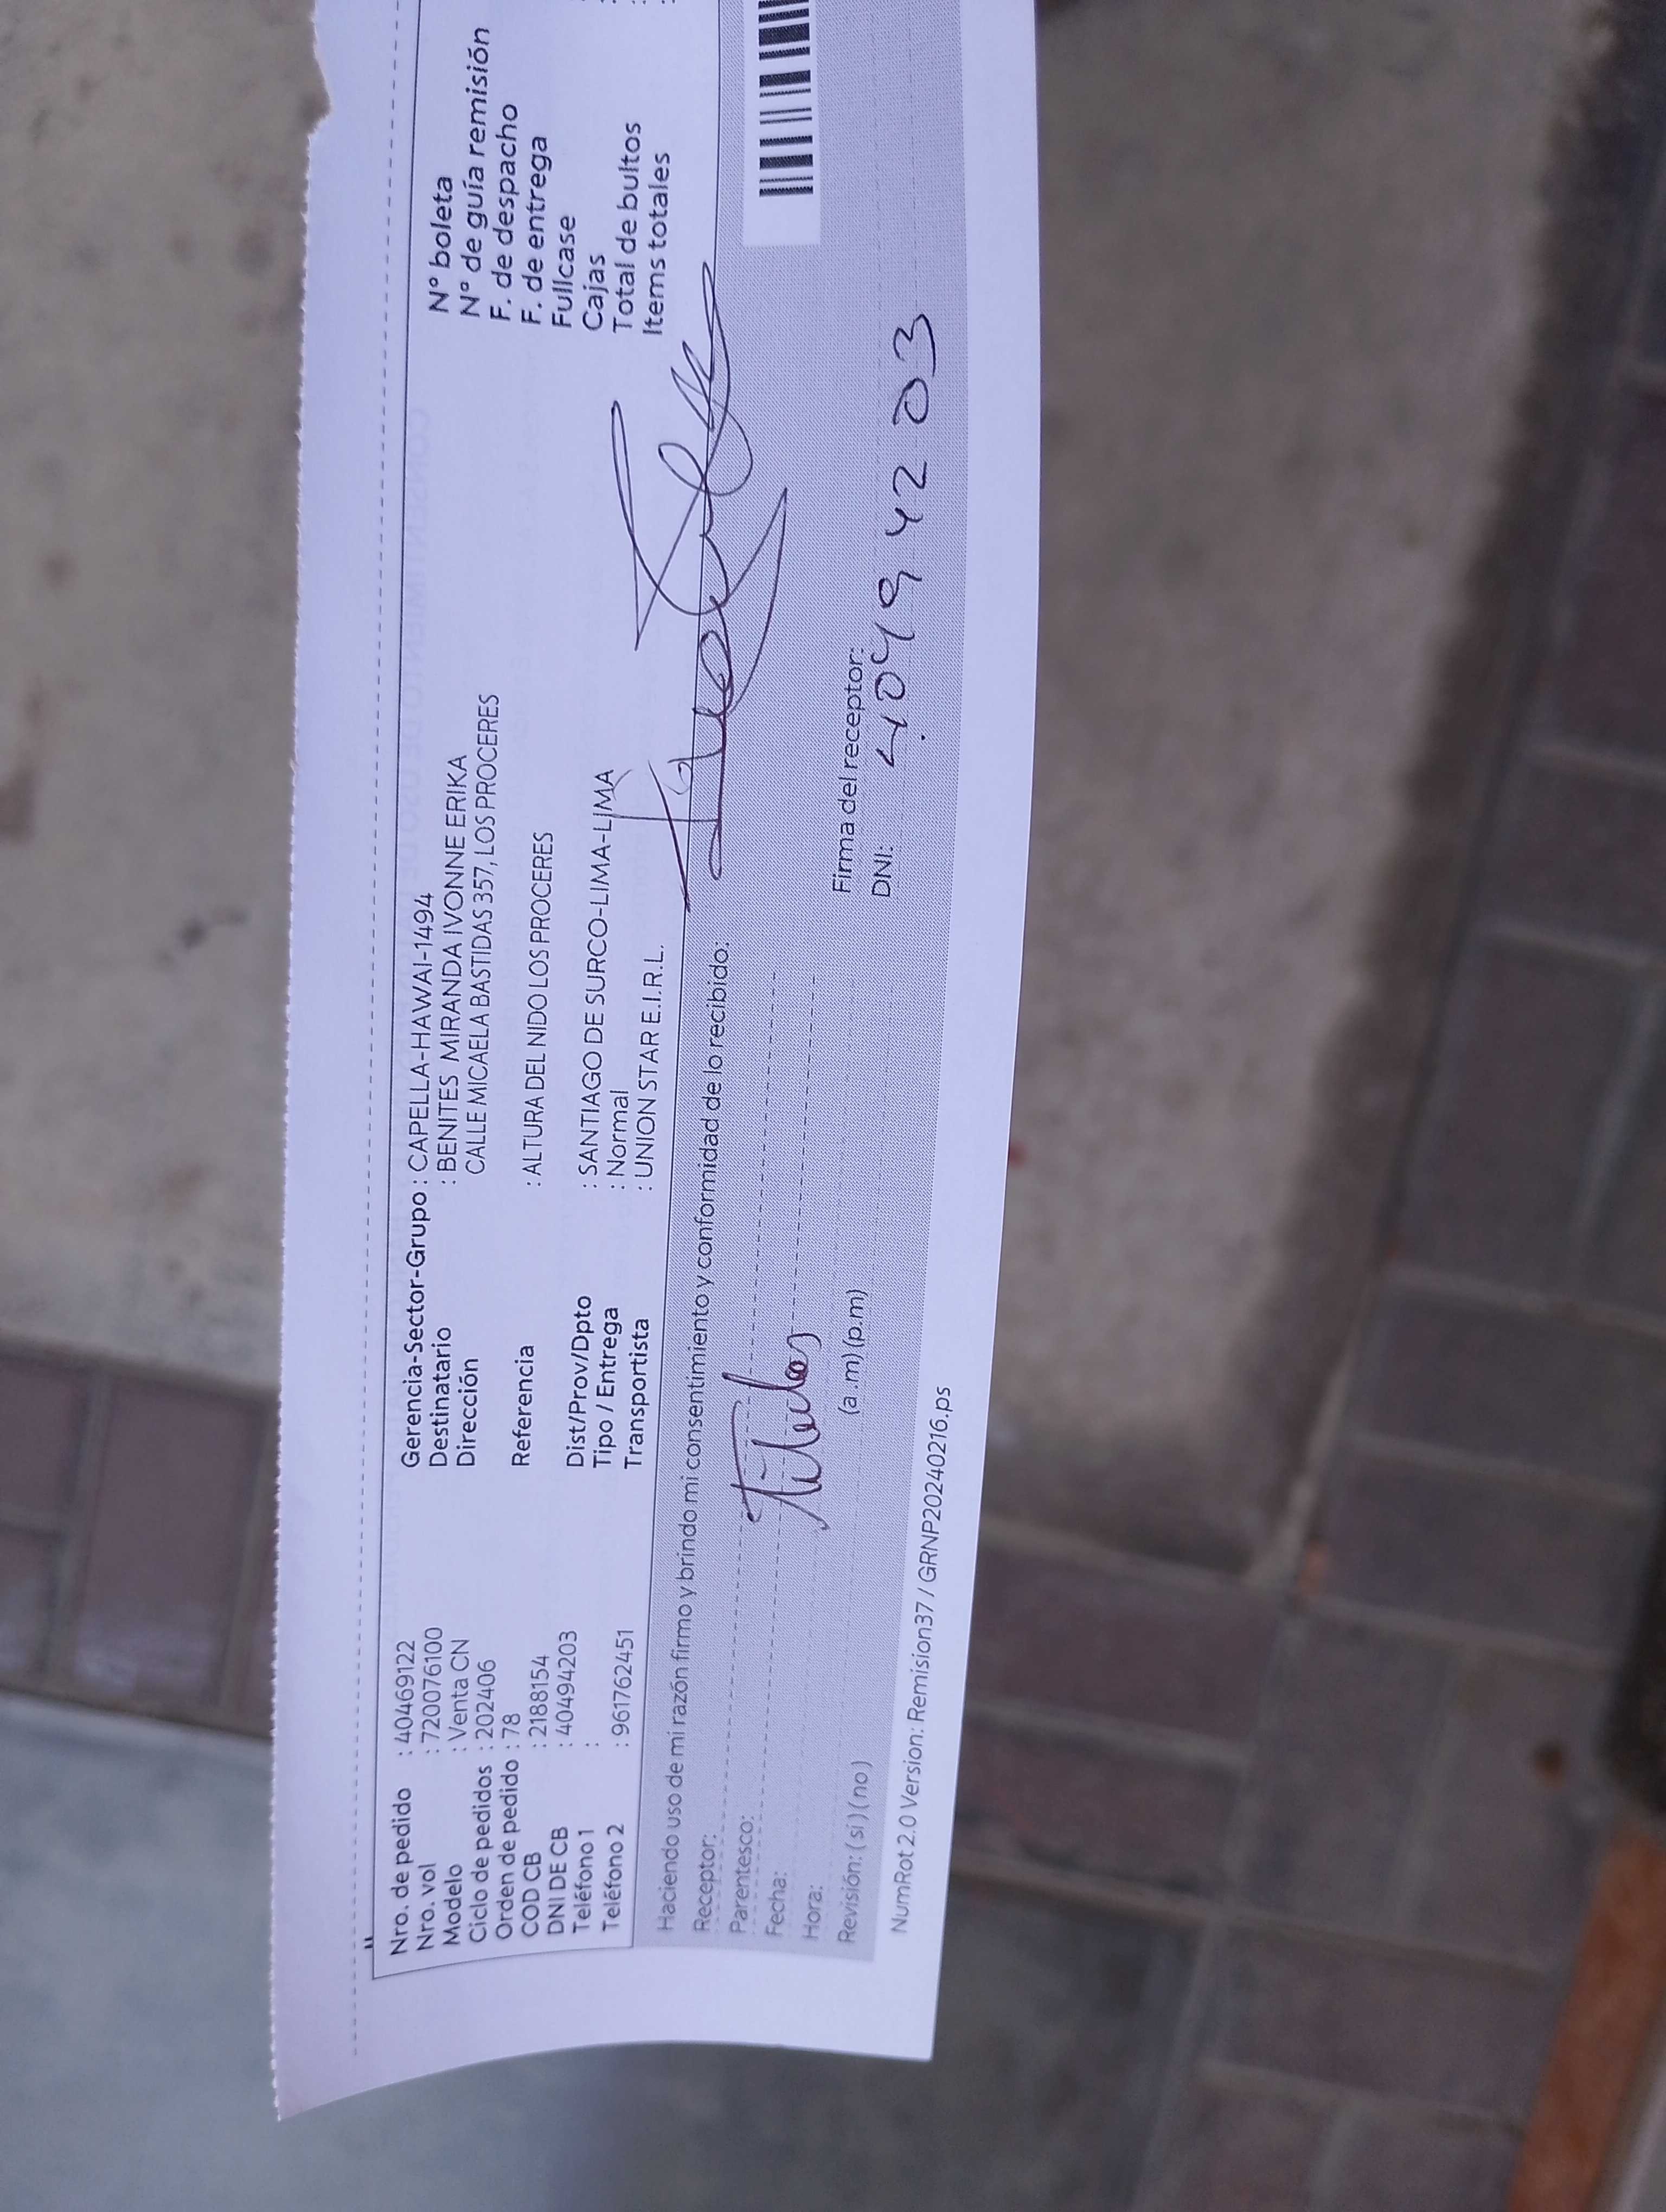 Nro. de pedido : 40469122
Nro. vol : 720076100
Modelo : Venta CN
Ciclo de pedidos : 202406
Orden de pedido : 78
COD CB : 2188154
DNI DE CB : 40494203
Teléfono 1 :
Teléfono 2 : 961762451
Gerencia-Sector-Grupo : CAPELLA-HAWAI-1494
Destinatario : BENITES MIRANDA IVONNE ERIKA
Dirección CALLE MICAELA BASTIDAS 357, LOS PROCERES
Referencia : ALTURA DEL NIDO LOS PROCERES
Dist/Prov/Dpto : SANTIAGO DE SURCO-LIMA-LIMA
Tipo / Entrega : Normal
Transportista : UNION STAR E.I.R.L.
N° boleta
N° de guía remisión
F. de despacho
F. de entrega
Fullcase
Cajas :
Total de bultos :
Items totales :
Haciendo uso de mi razón firmo y brindo mi consentimiento y conformidad de lo recibido:
Receptor:
Parentesco:
Fecha: Titular
Hora: (a.m) (p.m)
Revisión: ( sí ) ( no )
Firma del receptor:
DNI: 40494203
NumRot 2.0 Version: Remision37 / GRNP20240216.ps